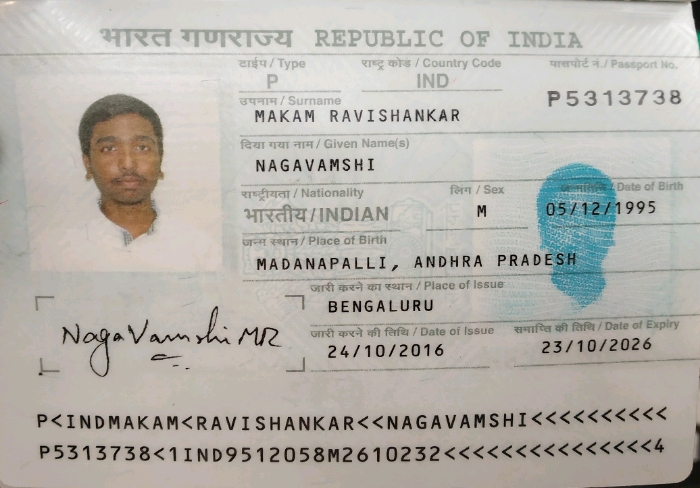 भारत गणराज्य REPUBLIC OF INDIA
टाईप / Type राष्ट्र कोड / Country Code पासपोर्ट नं. / Passport No.
P IND P5313738
उपनाम / Surname
MAKAM RAVISHANKAR
दिया गया नाम / Given Name(s)
NAGAVAMSHI
राष्ट्रीयता / Nationality लिंग / Sex जन्मतिथि / Date of Birth
भारतीय / INDIAN M 05/12/1995
जन्म स्थान / Place of Birth
MADANAPALLI, ANDHRA PRADESH
जारी करने का स्थान / Place of Issue
BENGALURU
जारी करने की तिथि / Date of Issue समाप्ति की तिथि / Date of Expiry
24/10/2016 23/10/2026
NagaVamshi MR
P<INDMAKAM<RAVISHANKAR<<NAGAVAMSHI<<<<<<<<<<
P5313738<1IND9512058M2610232<<<<<<<<<<<<<<<4